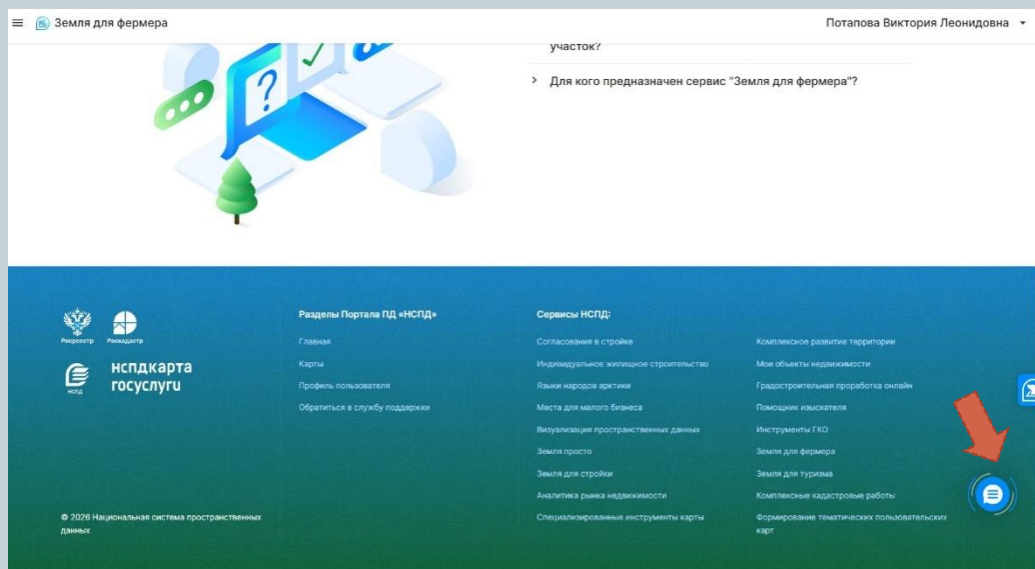 Земля для фермера
Потапова Виктория Леонидовна
участок?
Для кого предназначен сервис "Земля для фермера"?
?
Росреестр
Роскадастр
нспд
нспдкарта
госуслуги
© 2026 Национальная система пространственных
данных
Разделы Портала ПД «НСПД»
Главная
Карты
Профиль пользователя
Обратиться в службу поддержки
Сервисы НСПД:
Согласования в стройке
Индивидуальное жилищное строительство
Языки народов арктики
Места для малого бизнеса
Визуализация пространственных данных
Земля просто
Земля для стройки
Аналитика рынка недвижимости
Специализированные инструменты карты
Комплексное развитие территории
Мои объекты недвижимости
Градостроительная проработка онлайн
Помощник изыскателя
Инструменты ГКО
Земля для фермера
Земля для туризма
Комплексные кадастровые работы
Формирование тематических пользовательских
карт